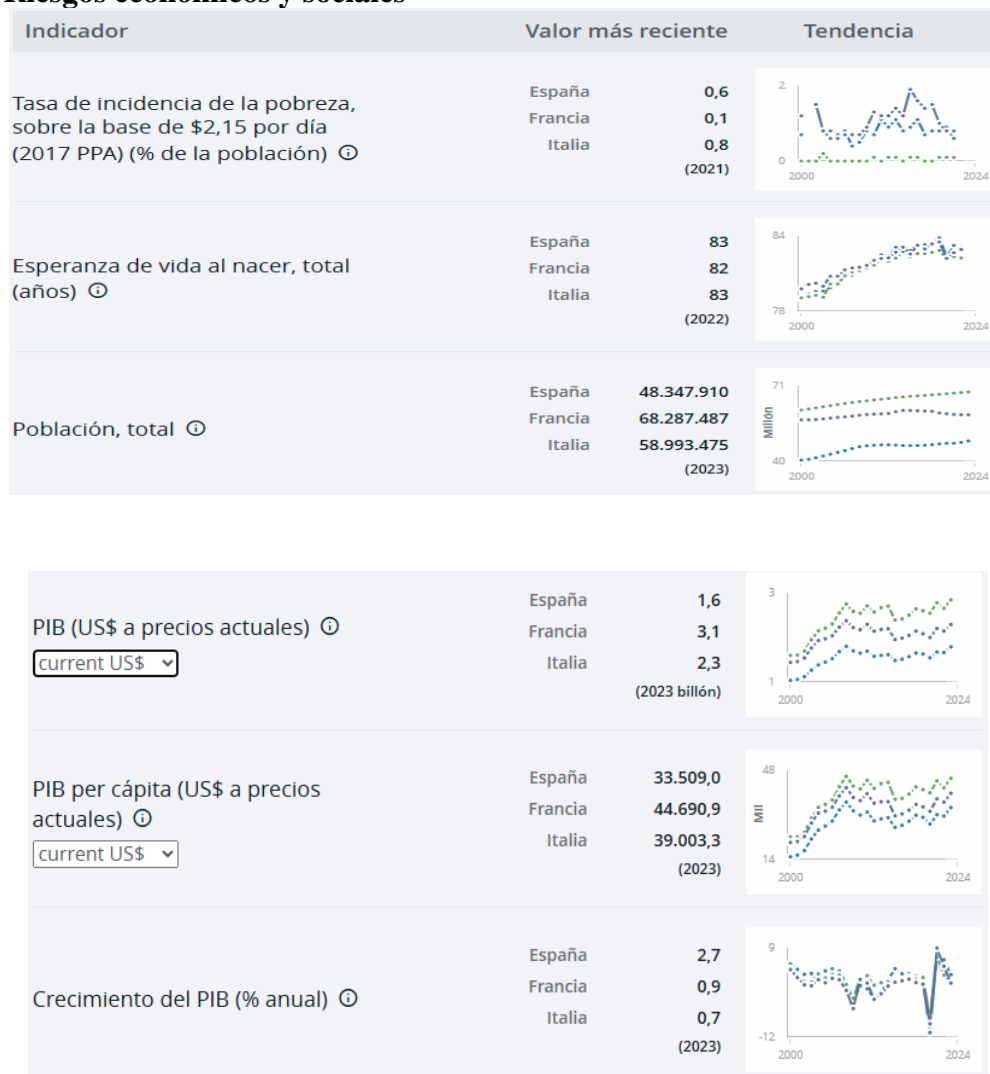 Riesgos económicos y sociales
Indicador Valor más reciente Tendencia
Tasa de incidencia de la pobreza,
sobre la base de $2,15 por día
(2017 PPA) (% de la población)
España 0,6
Francia 0,1
Italia 0,8
(2021)
2
0
2000 2024
Esperanza de vida al nacer, total
(años)
España 83
Francia 82
Italia 83
(2022)
84
78
2000 2024
Población, total
España 48.347.910
Francia 68.287.487
Italia 58.993.475
(2023)
71
Millón
40
2000 2024
PIB (US$ a precios actuales)
current US$
España 1,6
Francia 3,1
Italia 2,3
(2023 billón)
3
1
2000 2024
PIB per cápita (US$ a precios
actuales)
current US$
España 33.509,0
Francia 44.690,9
Italia 39.003,3
(2023)
48
Mil
14
2000 2024
Crecimiento del PIB (% anual)
España 2,7
Francia 0,9
Italia 0,7
(2023)
9
-12
2000 2024